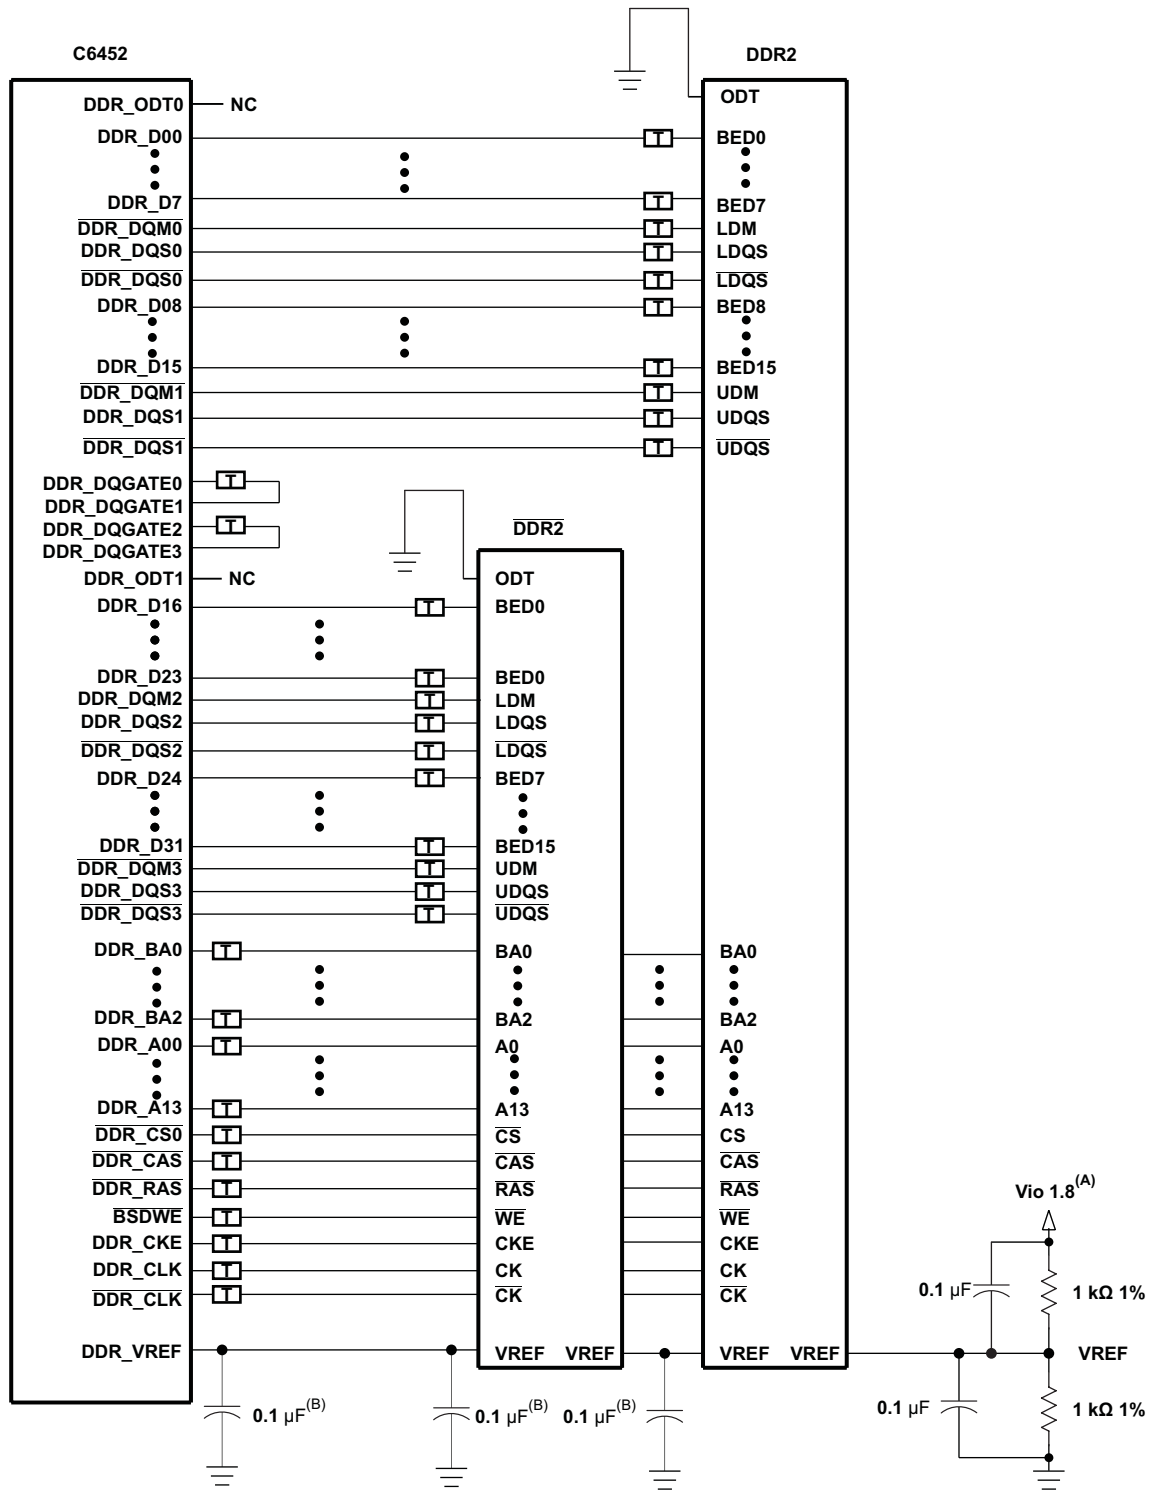 C6452
DDR2
DDR_ODT0 NC
ODT
DDR_D00 T BED0
DDR_D7 T BED7
DDR_DQM0 T LDM
DDR_DQS0 T LDQS
DDR_DQS0 T LDQS
DDR_D08 T BED8
DDR_D15 T BED15
DDR_DQM1 T UDM
DDR_DQS1 T UDQS
DDR_DQS1 T UDQS
DDR_DQGATE0 T
DDR_DQGATE1
DDR_DQGATE2 T
DDR_DQGATE3
DDR2
DDR_ODT1 NC ODT
DDR_D16 T BED0
DDR_D23 T BED0
DDR_DQM2 T LDM
DDR_DQS2 T LDQS
DDR_DQS2 T LDQS
DDR_D24 T BED7
DDR_D31 T BED15
DDR_DQM3 T UDM
DDR_DQS3 T UDQS
DDR_DQS3 T UDQS
DDR_BA0 T BA0 BA0
DDR_BA2 T BA2 BA2
DDR_A00 T A0 A0
DDR_A13 T A13 A13
DDR_CS0 T CS CS
DDR_CAS T CAS CAS
DDR_RAS T RAS RAS
BSDWE T WE WE
DDR_CKE T CKE CKE
DDR_CLK T CK CK
DDR_CLK T CK CK
Vio 1.8(A)
0.1 µF 1 kΩ 1%
DDR_VREF VREF VREF VREF VREF VREF
0.1 µF(B) 0.1 µF(B) 0.1 µF(B) 0.1 µF 1 kΩ 1%